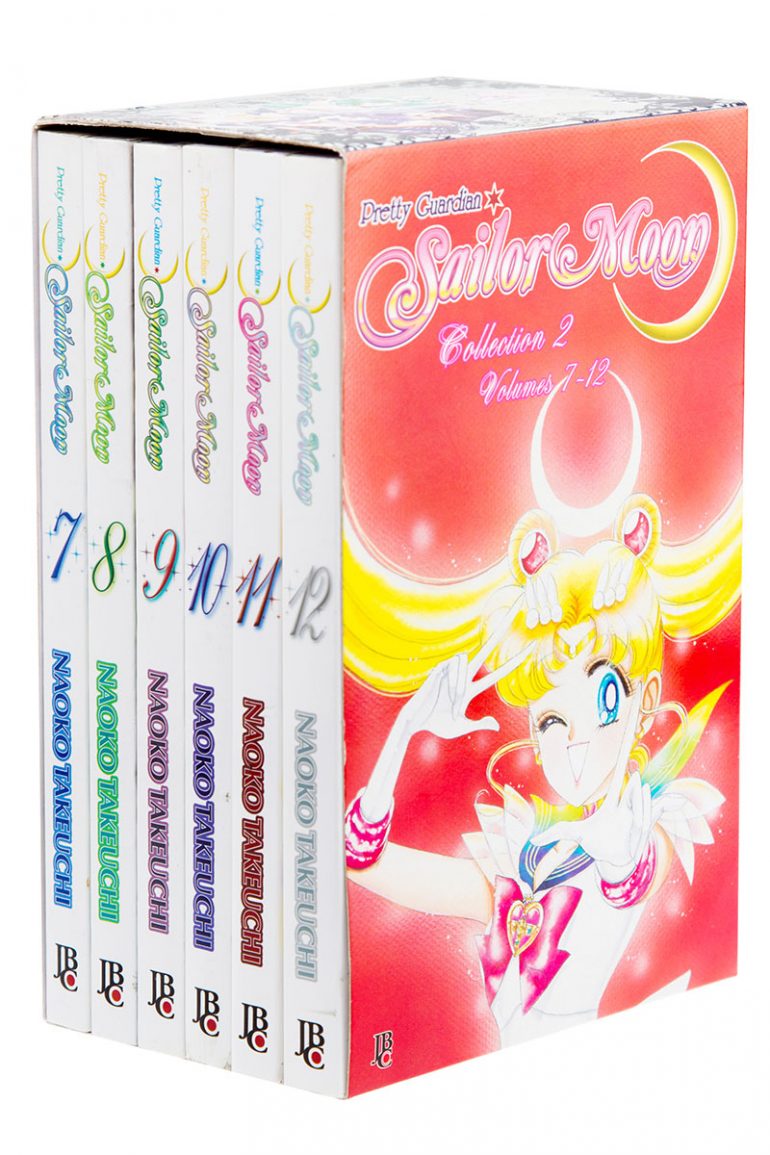 Pretty Guardian
Sailor Moon
7
NAOKO TAKEUCHI
JBC
Pretty Guardian
Sailor Moon
8
NAOKO TAKEUCHI
JBC
Pretty Guardian
Sailor Moon
9
NAOKO TAKEUCHI
JBC
Pretty Guardian
Sailor Moon
10
NAOKO TAKEUCHI
JBC
Pretty Guardian
Sailor Moon
11
NAOKO TAKEUCHI
JBC
Pretty Guardian
Sailor Moon
12
NAOKO TAKEUCHI
JBC
Pretty Guardian
Sailor Moon
Collection 2
Volumes 7-12
JBC